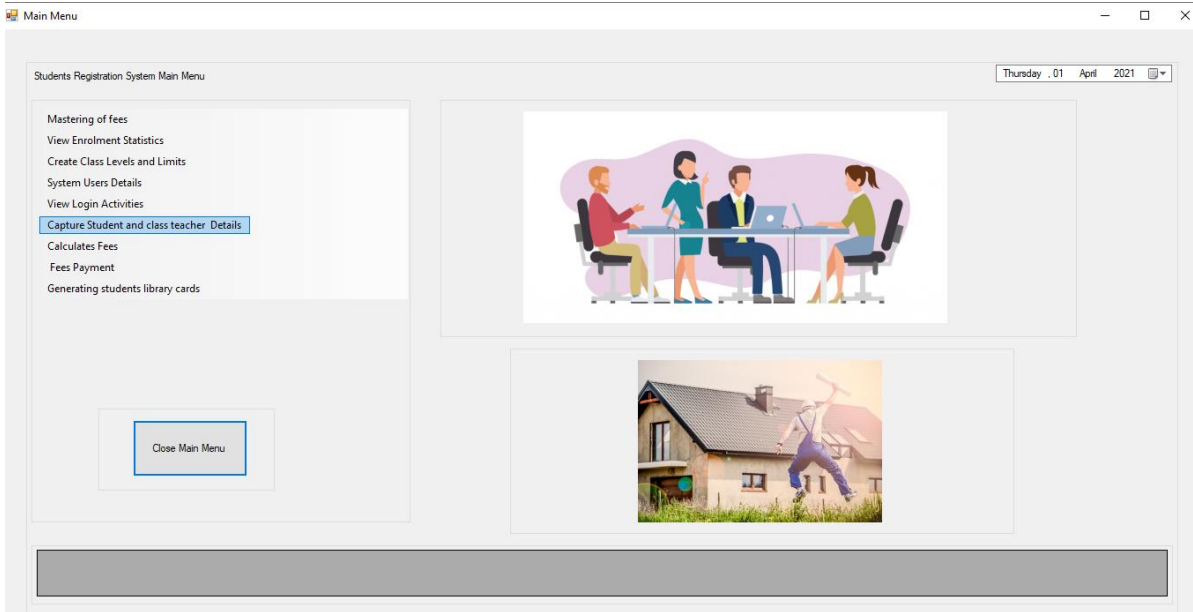 Main Menu
Students Registration System Main Menu
Thursday , 01 April 2021
Mastering of fees
View Enrolment Statistics
Create Class Levels and Limits
System Users Details
View Login Activities
Capture Student and class teacher Details
Calculates Fees
Fees Payment
Generating students library cards
Close Main Menu